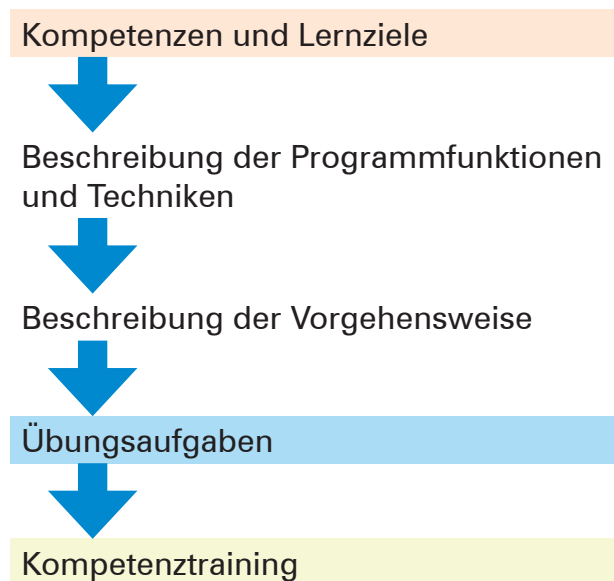 Kompetenzen und Lernziele
Beschreibung der Programmfunktionen
und Techniken
Beschreibung der Vorgehensweise
Übungsaufgaben
Kompetenztraining